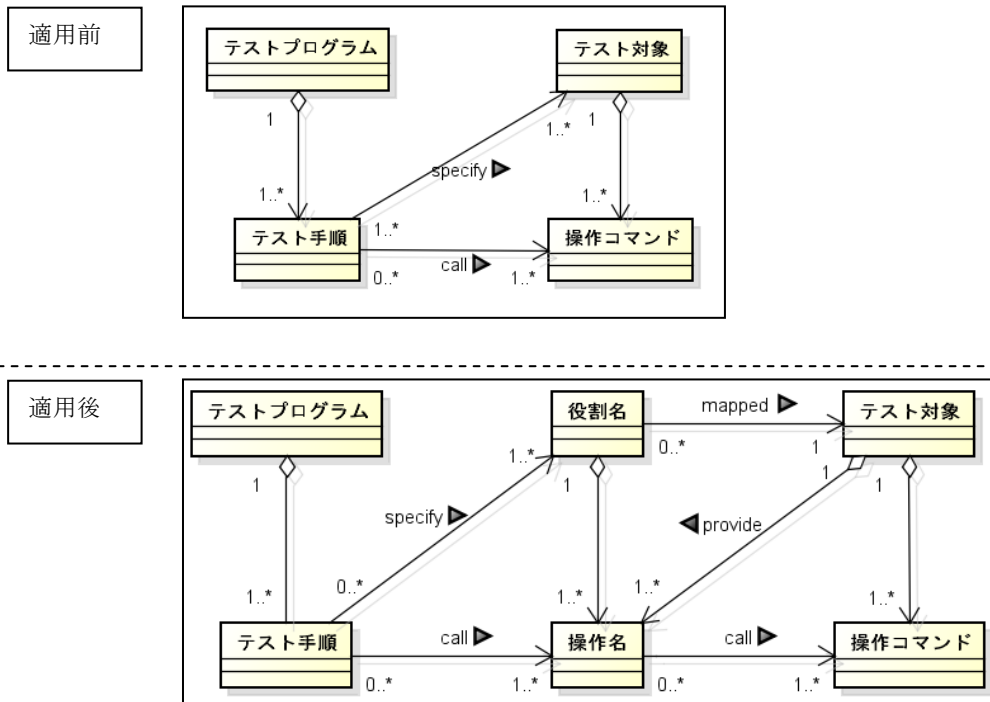 適用前
テストプログラム
テスト対象
1
1..*
1
specify
1..*
1..*
テスト手順
1..*
操作コマンド
call
0..*
1..*
適用後
テストプログラム
役割名
mapped
テスト対象
1..*
0..*
1
1
1
1
1
specify
provide
0..*
1..*
1..*
1..*
1..*
テスト手順
call
操作名
call
操作コマンド
0..*
1..*
0..*
1..*